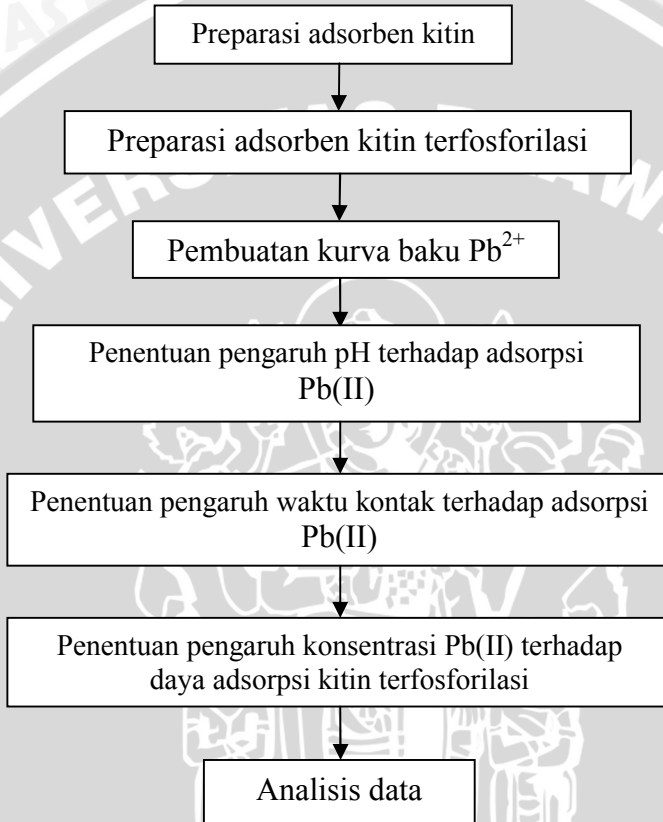 Preparasi adsorben kitin
Preparasi adsorben kitin terfosforilasi
Pembuatan kurva baku Pb²⁺
Penentuan pengaruh pH terhadap adsorpsi
Pb(II)
Penentuan pengaruh waktu kontak terhadap adsorpsi
Pb(II)
Penentuan pengaruh konsentrasi Pb(II) terhadap
daya adsorpsi kitin terfosforilasi
Analisis data